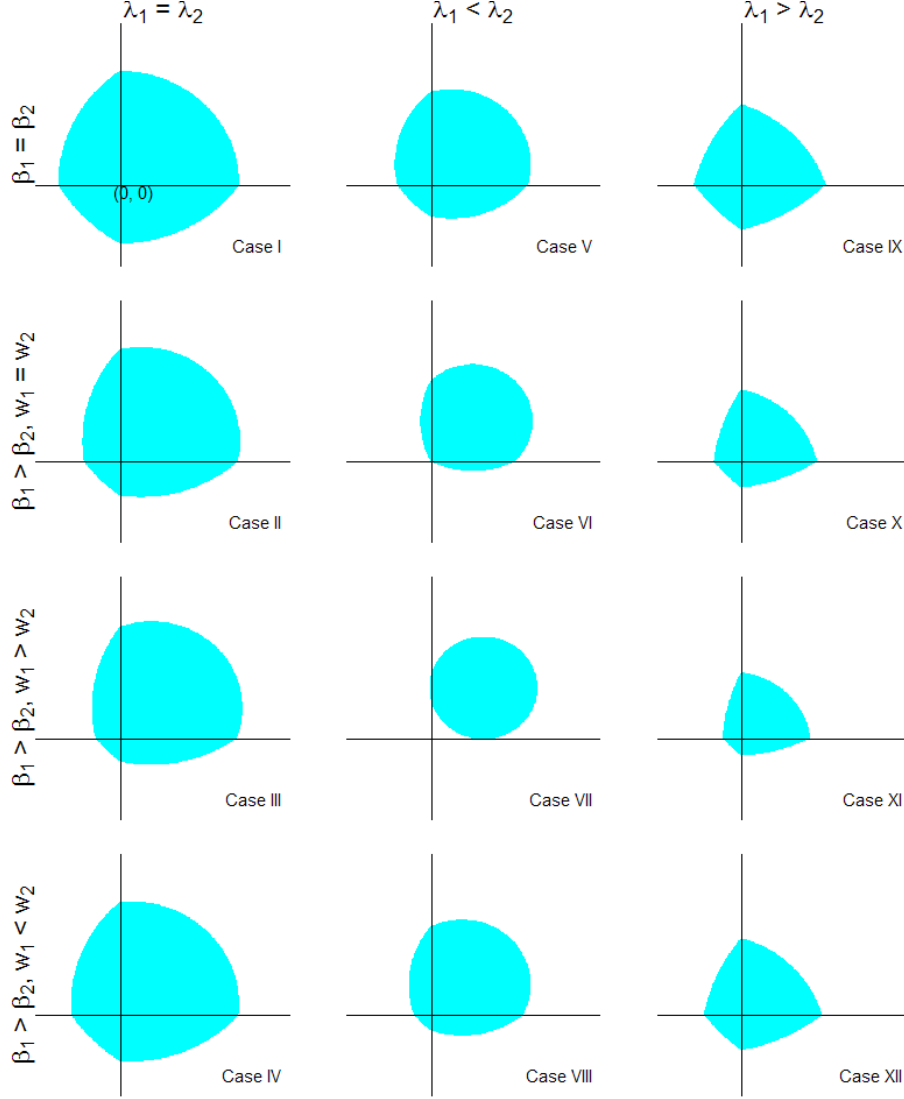 λ₁ = λ₂
λ₁ < λ₂
λ₁ > λ₂
β₁ = β₂
(0, 0)
Case I
Case V
Case IX
β₁ > β₂, w₁ = w₂
Case II
Case VI
Case X
β₁ > β₂, w₁ > w₂
Case III
Case VII
Case XI
β₁ > β₂, w₁ < w₂
Case IV
Case VIII
Case XII